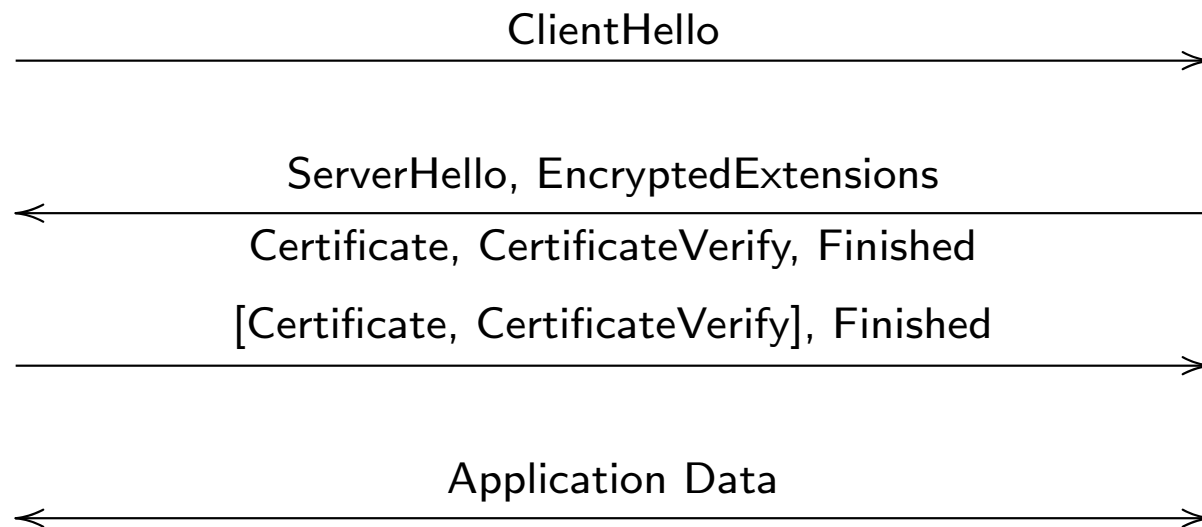 ClientHello
ServerHello, EncryptedExtensions
Certificate, CertificateVerify, Finished
[Certificate, CertificateVerify], Finished
Application Data